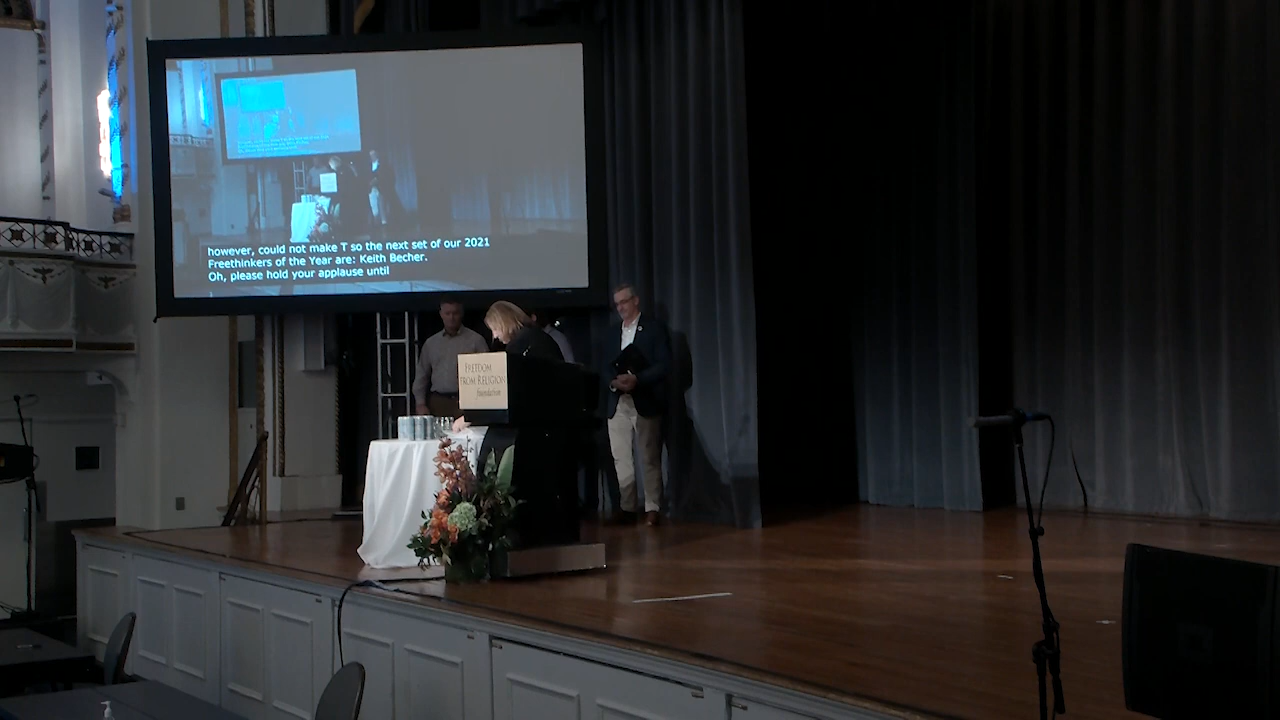 however, could not make T so the next set of our 2021
Freethinkers of the Year are: Keith Becher.
Oh, please hold your applause until
FREEDOM
FROM RELIGION
foundation